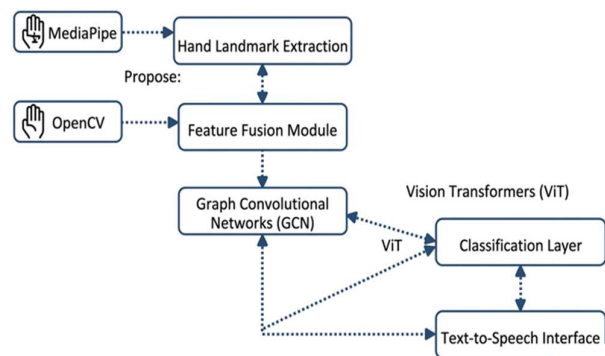 MediaPipe
Hand Landmark Extraction
Propose:
OpenCV
Feature Fusion Module
Graph Convolutional
Networks (GCN)
Vision Transformers (ViT)
ViT
Classification Layer
Text-to-Speech Interface